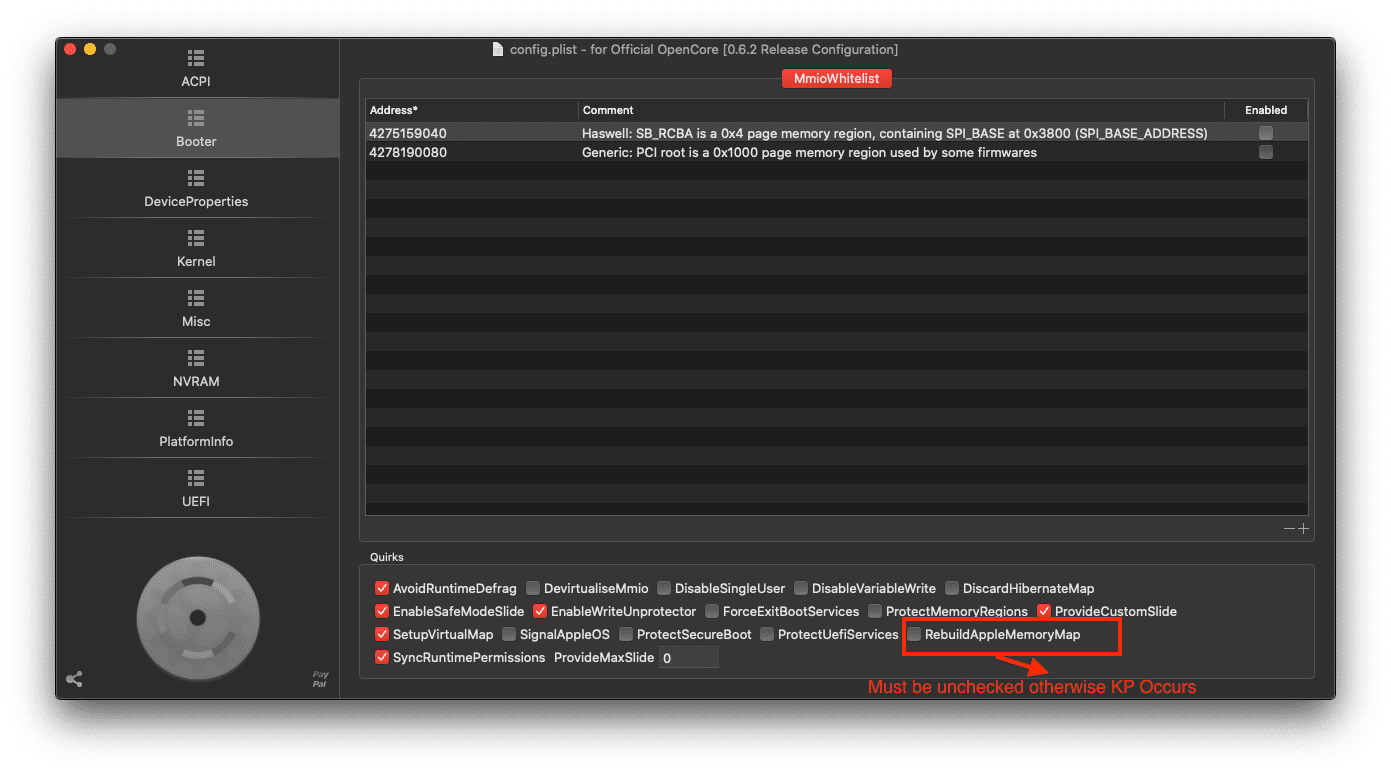 config.plist - for Official OpenCore [0.6.2 Release Configuration]
ACPI
Booter
DeviceProperties
Kernel
Misc
NVRAM
PlatformInfo
UEFI
Pay
Pal
MmioWhitelist
Address* Comment Enabled
4275159040 Haswell: SB_RCBA is a 0x4 page memory region, containing SPI_BASE at 0x3800 (SPI_BASE_ADDRESS)
4278190080 Generic: PCI root is a 0x1000 page memory region used by some firmwares
Quirks
AvoidRuntimeDefrag DevirtualiseMmio DisableSingleUser DisableVariableWrite DiscardHibernateMap
EnableSafeModeSlide EnableWriteUnprotector ForceExitBootServices ProtectMemoryRegions ProvideCustomSlide
SetupVirtualMap SignalAppleOS ProtectSecureBoot ProtectUefiServices RebuildAppleMemoryMap
SyncRuntimePermissions ProvideMaxSlide 0
Must be unchecked otherwise KP Occurs